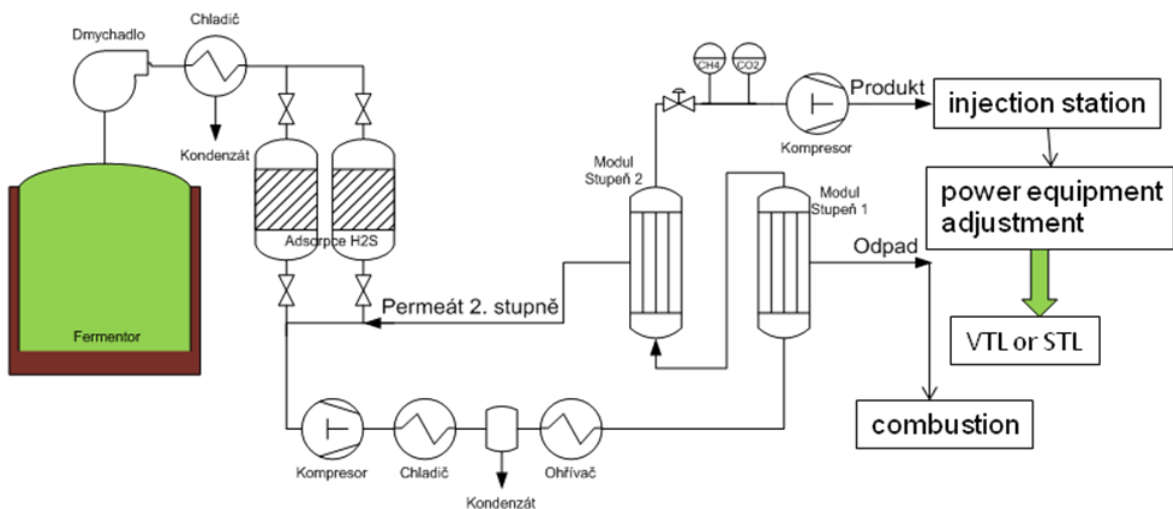 Chladič
Dmychadlo
Kondenzát
Adsorpce H2S
Fermentor
CH4
CO2
Produkt
Kompresor
injection station
Modul
Stupeň 2
Modul
Stupeň 1
power equipment
adjustment
Odpad
Permeát 2. stupně
VTL or STL
combustion
Kompresor
Chladič
Ohřívač
Kondenzát